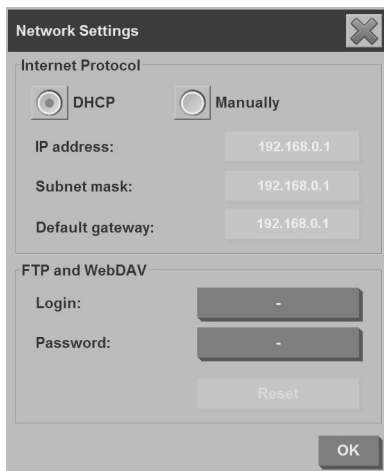 Network Settings
Internet Protocol
DHCP Manually
IP address: 192.168.0.1
Subnet mask: 192.168.0.1
Default gateway: 192.168.0.1
FTP and WebDAV
Login: -
Password: -
Reset
OK